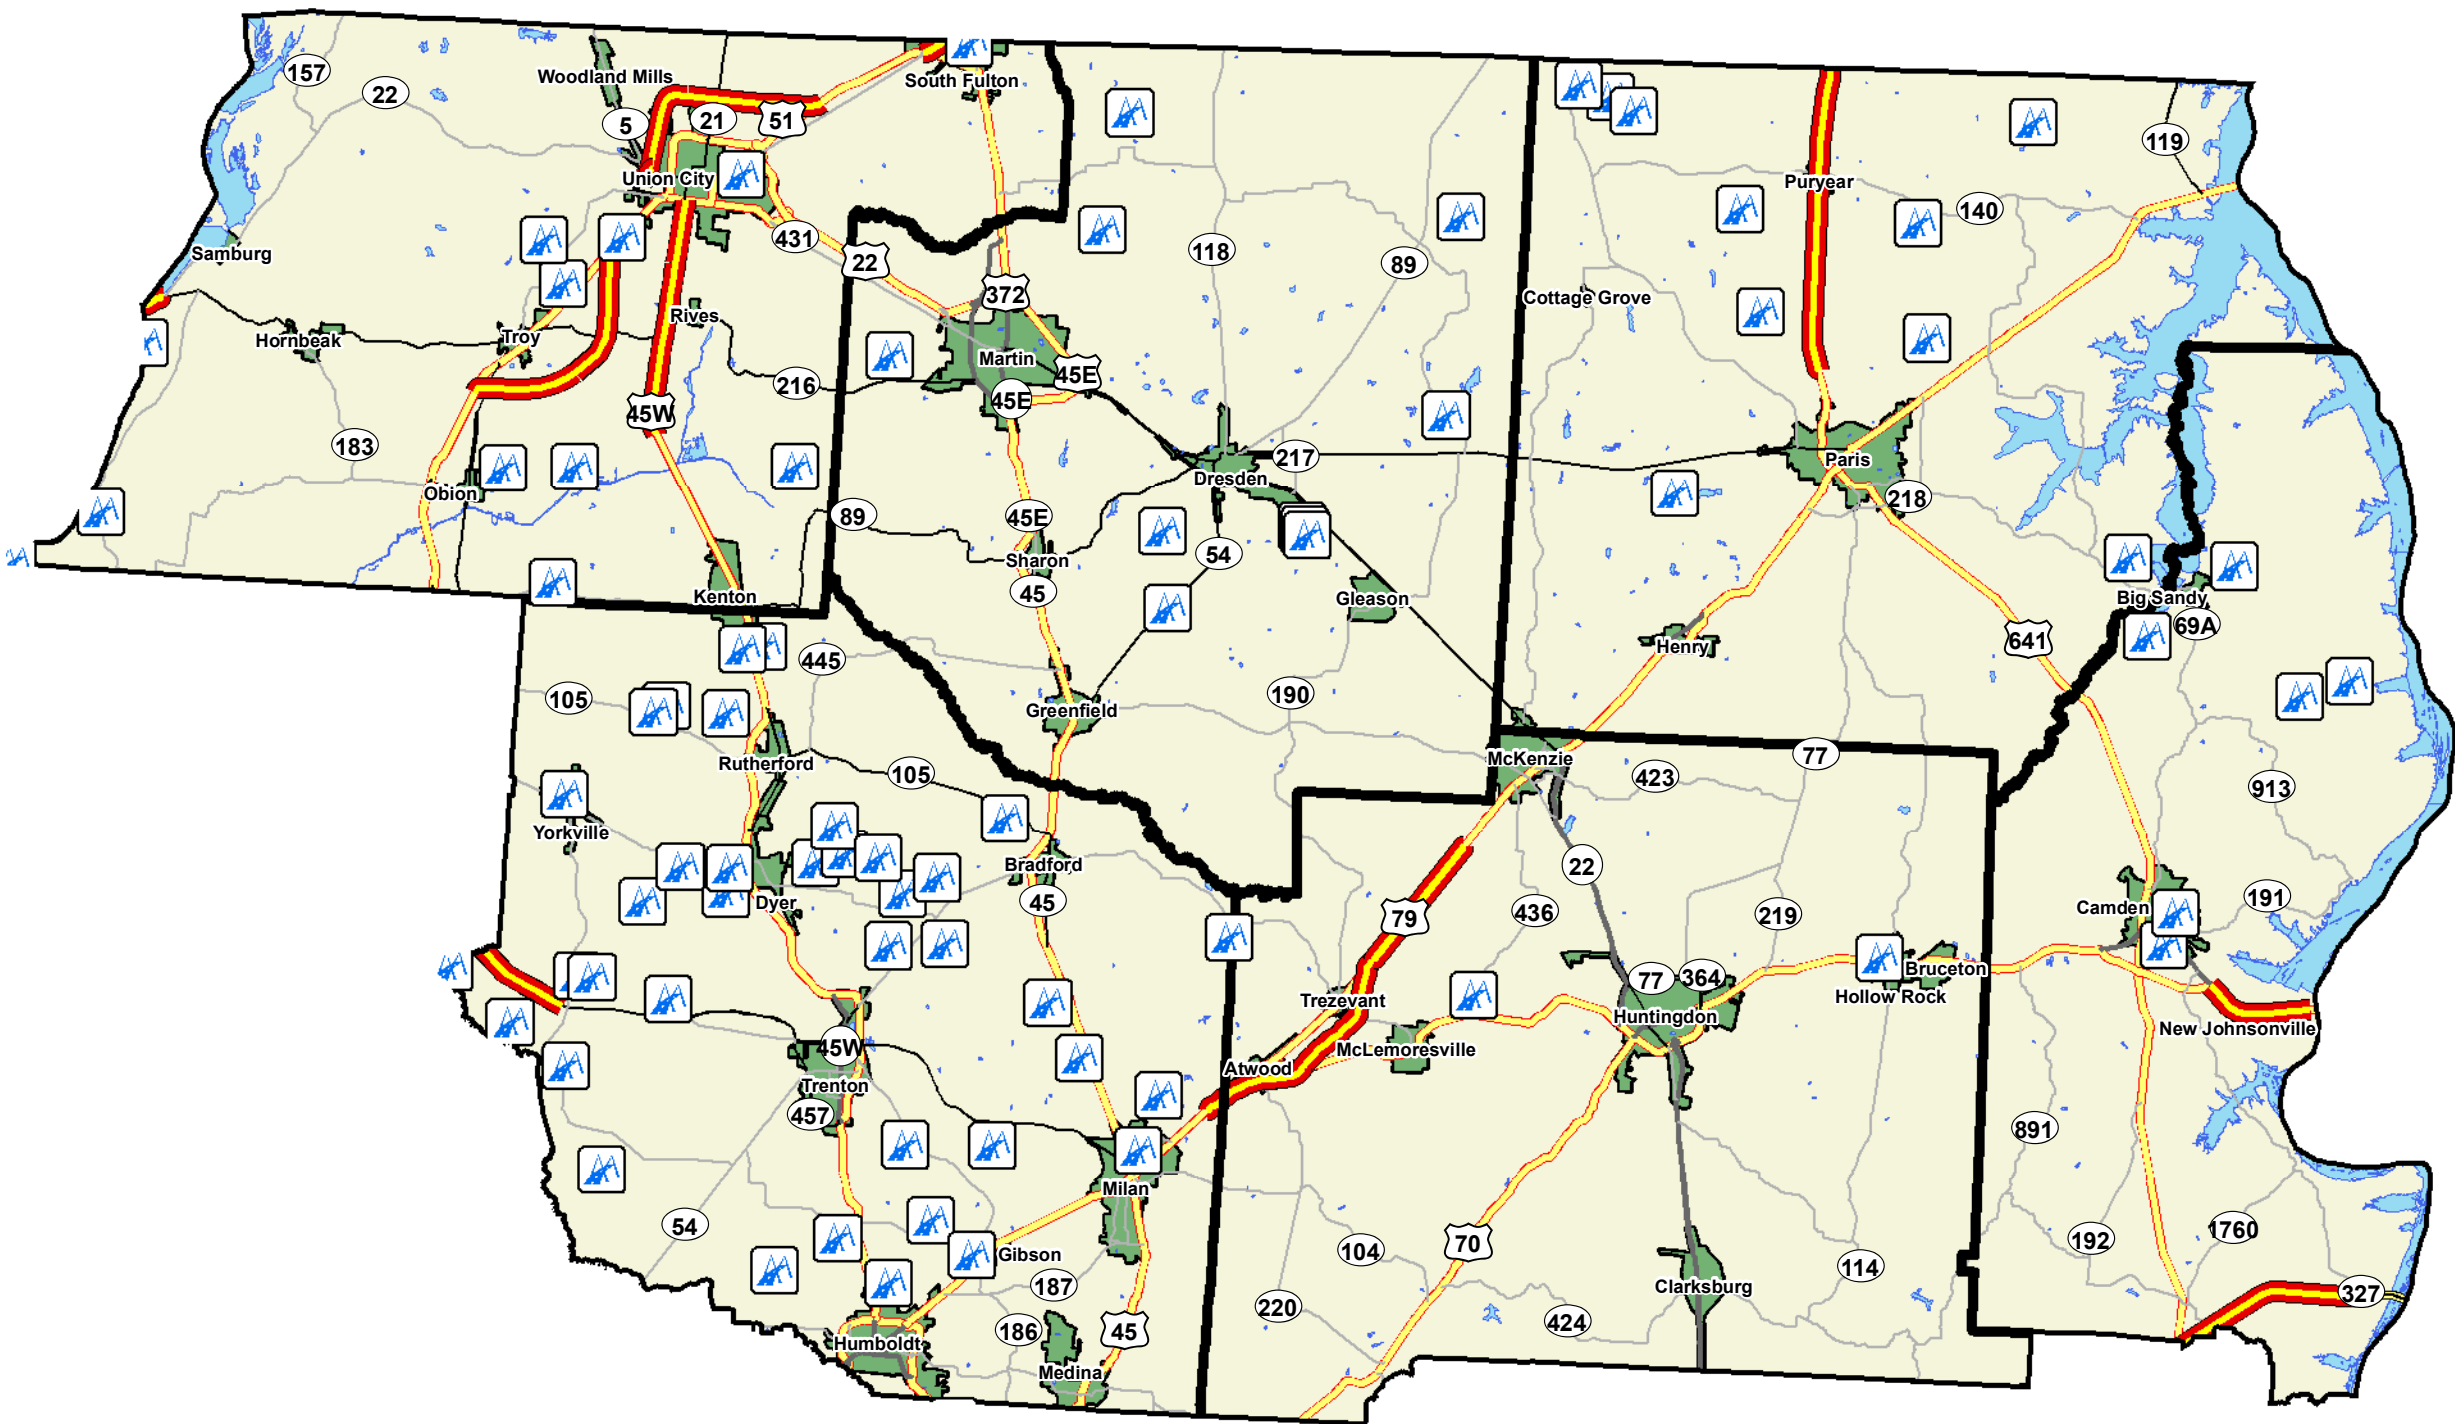 157
Woodland Mills
South Fulton
22
5
21
51
119
Union City
Puryear
140
431
Samburg
22
118
89
372
Cottage Grove
Rives
Hornbeak
Troy
Martin
45E
216
45E
45W
183
217
Paris
Dresden
Obion
218
89
45E
54
Sharon
45
Kenton
Gleason
Big Sandy
69A
641
Henry
445
105
190
Greenfield
Rutherford
McKenzie
77
105
423
913
Yorkville
Bradford
22
Dyer
45
79
436
219
Camden
191
Bruceton
77
364
Hollow Rock
Trezevant
Huntingdon
New Johnsonville
45W
McLemoresville
Atwood
Trenton
457
891
Milan
54
1760
192
70
104
Gibson
114
187
Clarksburg
327
220
424
186
45
Humboldt
Medina